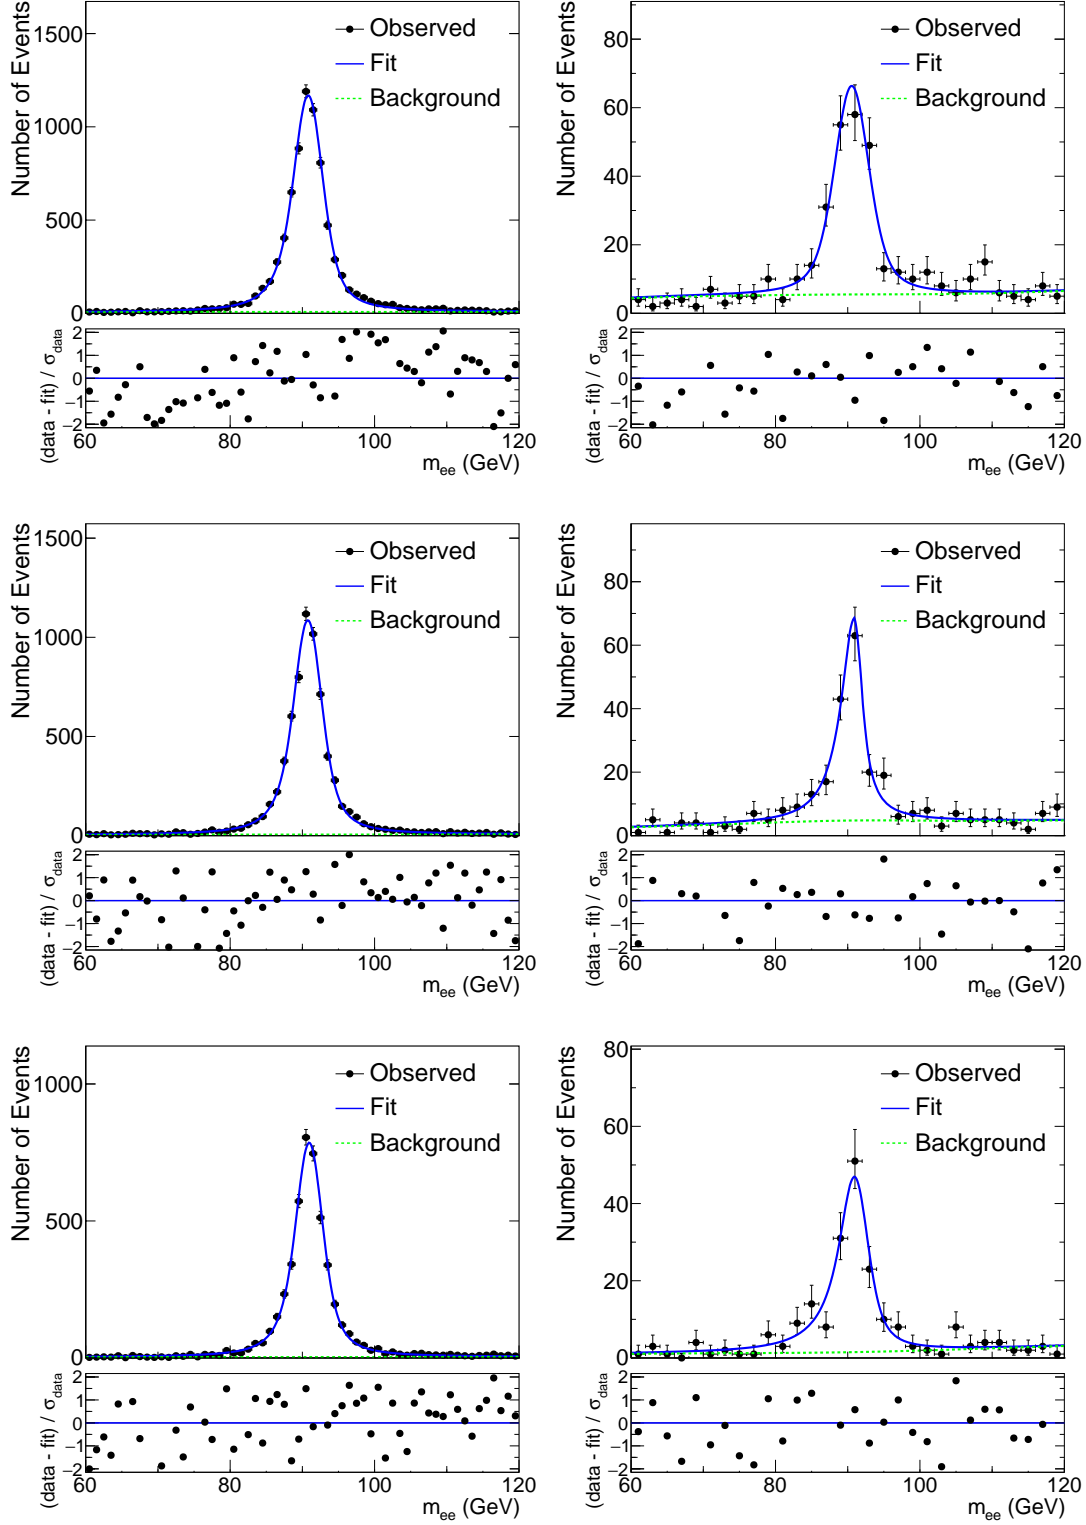 Number of Events
1500
1000
500
0
Observed
Fit
Background
(data - fit) / σdata
2
1
0
−1
−2
60 80 100 120
mee (GeV)
Number of Events
80
60
40
20
0
Observed
Fit
Background
(data - fit) / σdata
2
1
0
−1
−2
60 80 100 120
mee (GeV)
Number of Events
1500
1000
500
0
Observed
Fit
Background
(data - fit) / σdata
2
1
0
−1
−2
60 80 100 120
mee (GeV)
Number of Events
80
60
40
20
0
Observed
Fit
Background
(data - fit) / σdata
2
1
0
−1
−2
60 80 100 120
mee (GeV)
Number of Events
1000
500
0
Observed
Fit
Background
(data - fit) / σdata
2
1
0
−1
−2
60 80 100 120
mee (GeV)
Number of Events
80
60
40
20
0
Observed
Fit
Background
(data - fit) / σdata
2
1
0
−1
−2
60 80 100 120
mee (GeV)